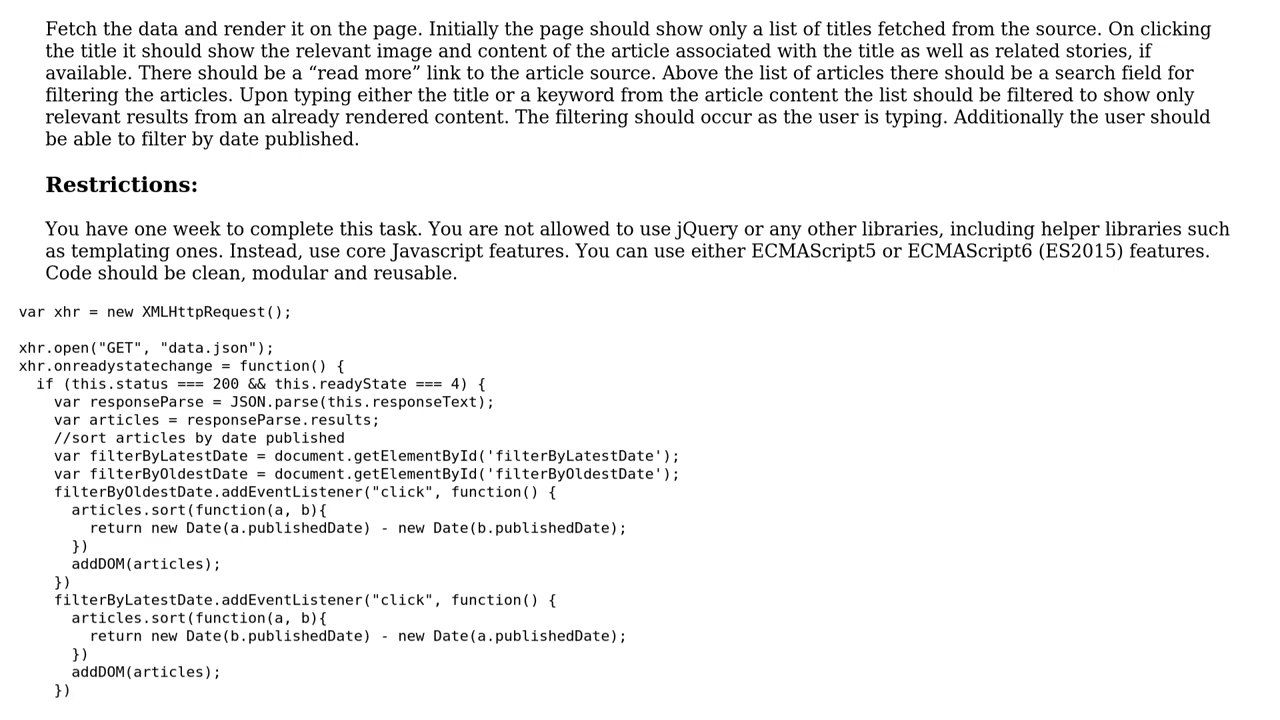 Fetch the data and render it on the page. Initially the page should show only a list of titles fetched from the source. On clicking
the title it should show the relevant image and content of the article associated with the title as well as related stories, if
available. There should be a “read more” link to the article source. Above the list of articles there should be a search field for
filtering the articles. Upon typing either the title or a keyword from the article content the list should be filtered to show only
relevant results from an already rendered content. The filtering should occur as the user is typing. Additionally the user should
be able to filter by date published.
Restrictions:
You have one week to complete this task. You are not allowed to use jQuery or any other libraries, including helper libraries such
as templating ones. Instead, use core Javascript features. You can use either ECMAScript5 or ECMAScript6 (ES2015) features.
Code should be clean, modular and reusable.
var xhr = new XMLHttpRequest();
xhr.open("GET", "data.json");
xhr.onreadystatechange = function() {
  if (this.status === 200 && this.readyState === 4) {
    var responseParse = JSON.parse(this.responseText);
    var articles = responseParse.results;
    //sort articles by date published
    var filterByLatestDate = document.getElementById('filterByLatestDate');
    var filterByOldestDate = document.getElementById('filterByOldestDate');
    filterByOldestDate.addEventListener("click", function() {
      articles.sort(function(a, b){
        return new Date(a.publishedDate) - new Date(b.publishedDate);
      })
      addDOM(articles);
    })
    filterByLatestDate.addEventListener("click", function() {
      articles.sort(function(a, b){
        return new Date(b.publishedDate) - new Date(a.publishedDate);
      })
      addDOM(articles);
    })